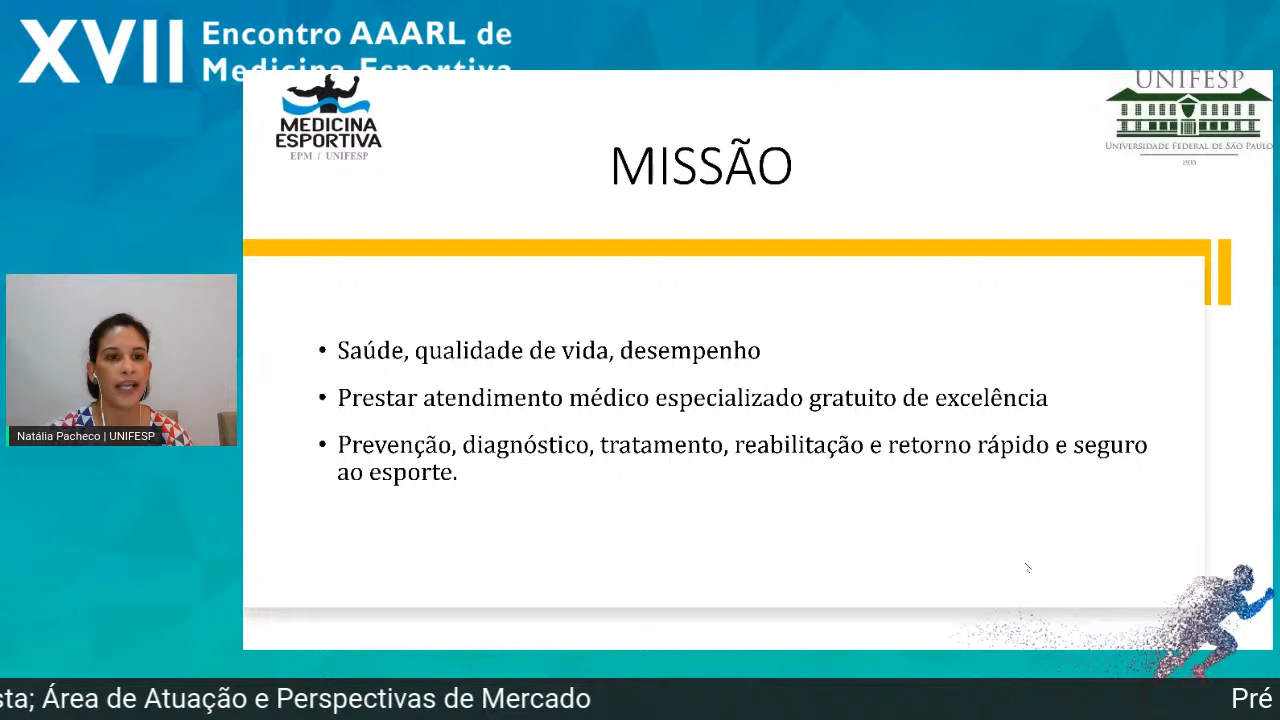 XVII Encontro AAARL de
Medicina Esportiva
MEDICINA
ESPORTIVA
EPM / UNIFESP
UNIFESP
UNIVERSIDADE FEDERAL DE SÃO PAULO
1933
MISSÃO
• Saúde, qualidade de vida, desempenho
• Prestar atendimento médico especializado gratuito de excelência
• Prevenção, diagnóstico, tratamento, reabilitação e retorno rápido e seguro
ao esporte.
Natália Pacheco | UNIFESP
sta; Área de Atuação e Perspectivas de Mercado
Pré